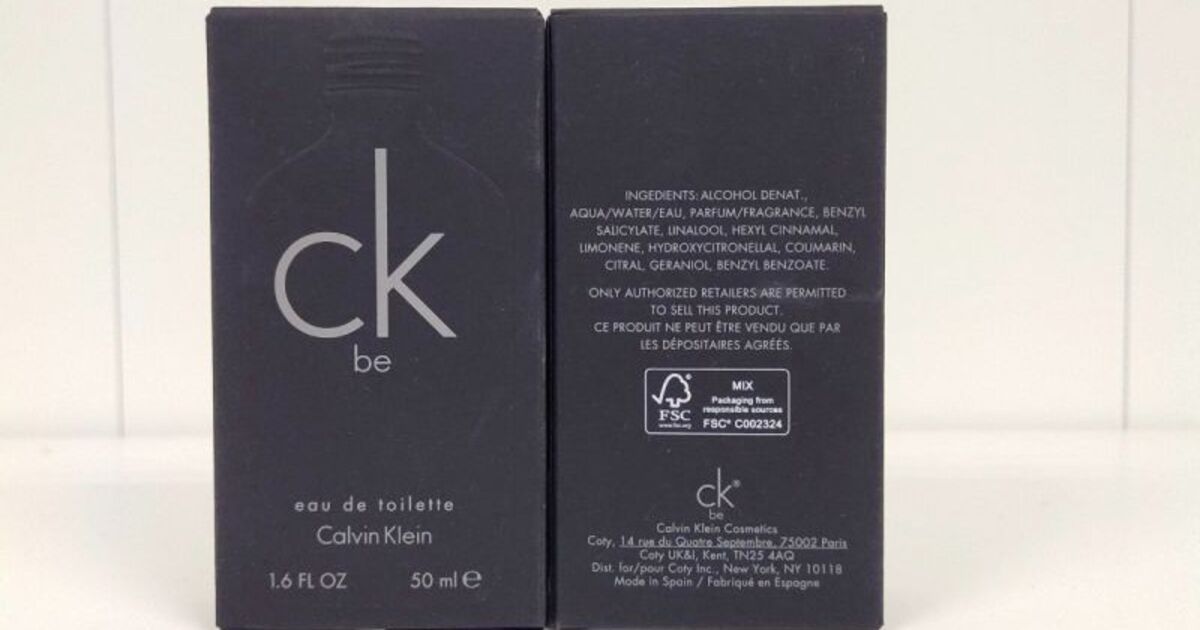 ck
be
eau de toilette
Calvin Klein
1.6 FL OZ 50 ml ℮
INGEDIENTS: ALCOHOL DENAT.,
AQUA/WATER/EAU, PARFUM/FRAGRANCE, BENZYL
SALICYLATE, LINALOOL, HEXYL CINNAMAL,
LIMONENE, HYDROXYCITRONELLAL, COUMARIN,
CITRAL, GERANIOL, BENZYL BENZOATE.
ONLY AUTHORIZED RETAILERS ARE PERMITTED
TO SELL THIS PRODUCT.
CE PRODUIT NE PEUT ÊTRE VENDU QUE PAR
LES DÉPOSITAIRES AGRÉÉS.
FSC
www.fsc.org
MIX
Packaging from
responsible sources
FSC® C002324
ck®
be
Calvin Klein Cosmetics
Coty, 14 rue du Quatre Septembre, 75002 Paris
Coty UK&I, Kent, TN25 4AQ
Dist. for/pour Coty Inc., New York, NY 10118
Made in Spain / Fabriqué en Espagne